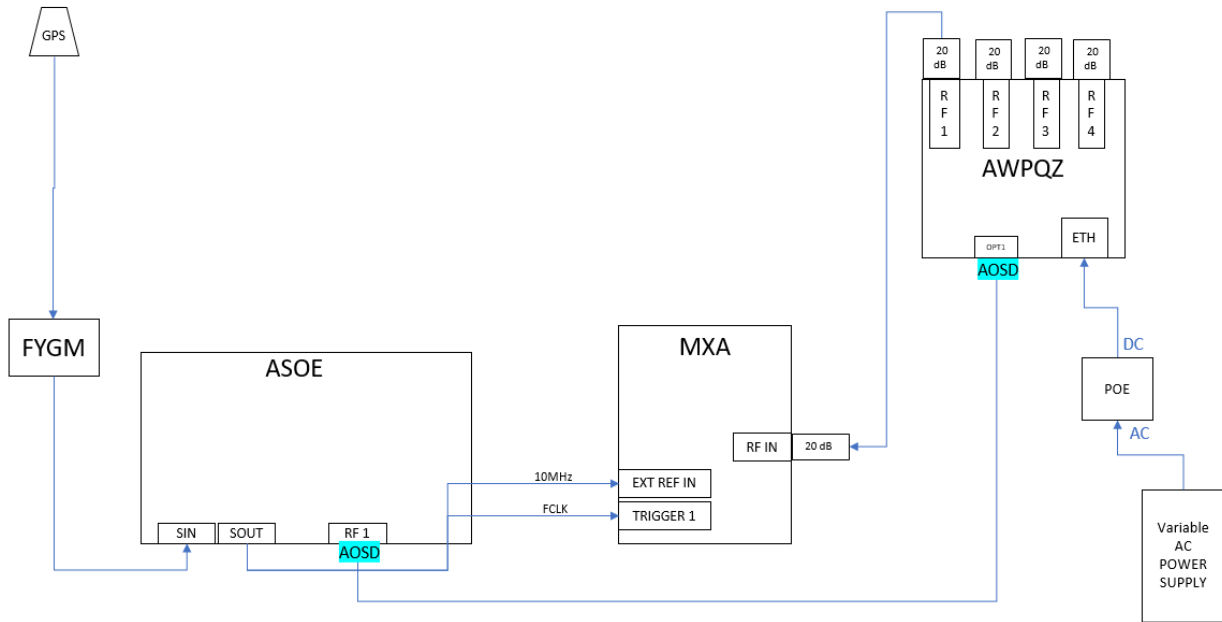 GPS
20
dB
20
dB
20
dB
20
dB
R
F
1
R
F
2
R
F
3
R
F
4
AWPQZ
OPT1
ETH
AOSD
FYGM
ASOE
MXA
DC
POE
AC
RF IN
20 dB
10MHz
EXT REF IN
FCLK
TRIGGER 1
SIN
SOUT
RF 1
AOSD
Variable
AC
POWER
SUPPLY